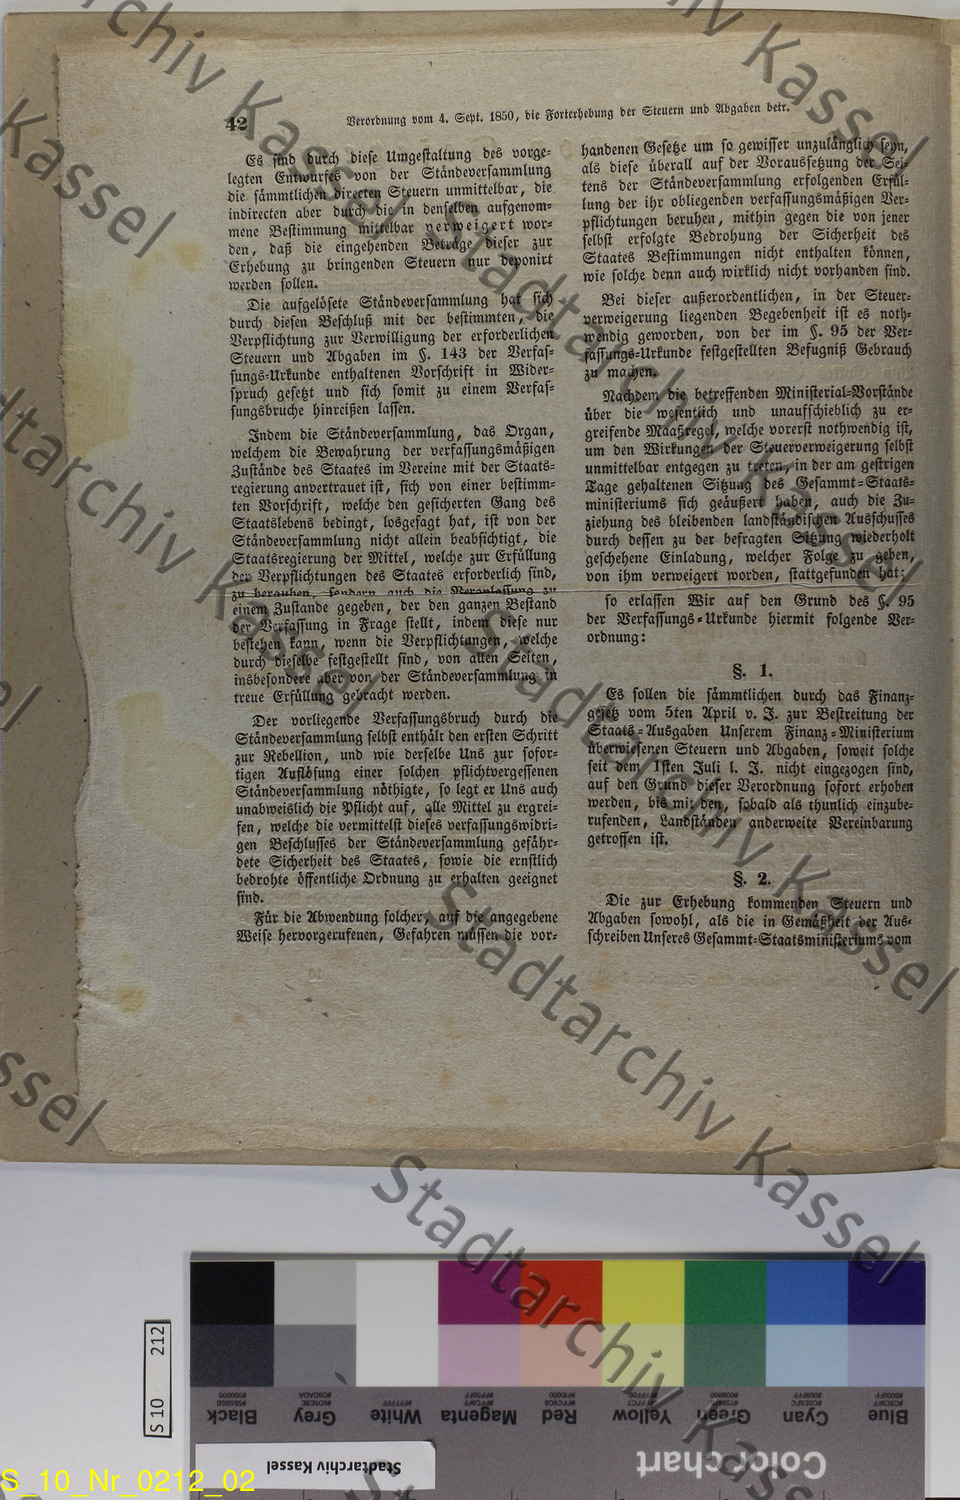 42
Verordnung vom 4. Sept. 1850, die Forterhebung der Steuern und Abgaben betr.
Es sind durch diese Umgestaltung des vorge-
legten Entwurfes von der Ständeversammlung
die sämmtlichen directen Steuern unmittelbar, die
indirecten aber durch die in denselben aufgenom-
mene Bestimmung mittelbar verweigert wor-
den, daß die eingehenden Beträge dieser zur
Erhebung zu bringenden Steuern nur deponirt
werden sollen.
Die aufgelösete Ständeversammlung hat sich
durch diesen Beschluß mit der bestimmten, die
Verpflichtung zur Verwilligung der erforderlichen
Steuern und Abgaben im §. 143 der Verfas-
sungs-Urkunde enthaltenen Vorschrift in Wider-
spruch gesetzt und sich somit zu einem Verfas-
sungsbruche hinreißen lassen.
Indem die Ständeversammlung, das Organ,
welchem die Bewahrung der verfassungsmäßigen
Zustände des Staates im Vereine mit der Staats-
regierung anvertrauet ist, sich von einer bestimm-
ten Vorschrift, welche den gesicherten Gang des
Staatslebens bedingt, losgesagt hat, ist von der
Ständeversammlung nicht allein beabsichtigt, die
Staatsregierung der Mittel, welche zur Erfüllung
der Verpflichtungen des Staates erforderlich sind,
zu berauben, sondern auch die Veranlassung zu
einem Zustande gegeben, der den ganzen Bestand
der Verfassung in Frage stellt, indem diese nur
bestehen kann, wenn die Verpflichtungen, welche
durch dieselbe festgestellt sind, von allen Seiten,
insbesondere aber von der Ständeversammlung in
treue Erfüllung gebracht werden.
Der vorliegende Verfassungsbruch durch die
Ständeversammlung selbst enthält den ersten Schritt
zur Rebellion, und wie derselbe Uns zur sofor-
tigen Auflösung einer solchen pflichtvergessenen
Ständeversammlung nöthigte, so legt er Uns auch
unabweislich die Pflicht auf, alle Mittel zu ergrei-
fen, welche die vermittelst dieses verfassungswidri-
gen Beschlusses der Ständeversammlung gefähr-
dete Sicherheit des Staates, sowie die ernstlich
bedrohte öffentliche Ordnung zu erhalten geeignet
sind.
Für die Abwendung solcher, auf die angegebene
Weise hervorgerufenen, Gefahren müssen die vor-
handenen Gesetze um so gewisser unzulänglich seyn,
als diese überall auf der Voraussetzung der Sei-
tens der Ständeversammlung erfolgenden Erfül-
lung der ihr obliegenden verfassungsmäßigen Ver-
pflichtungen beruhen, mithin gegen die von jener
selbst erfolgte Bedrohung der Sicherheit des
Staates Bestimmungen nicht enthalten können,
wie solche denn auch wirklich nicht vorhanden sind.
Bei dieser außerordentlichen, in der Steuer-
verweigerung liegenden Begebenheit ist es noth-
wendig geworden, von der im §. 95 der Ver-
fassungs-Urkunde festgestellten Befugniß Gebrauch
zu machen.
Nachdem die betreffenden Ministerial-Vorstände
über die wesentlich und unaufschieblich zu er-
greifende Maaßregel, welche vorerst nothwendig ist,
um den Wirkungen der Steuerverweigerung selbst
unmittelbar entgegen zu treten, in der am gestrigen
Tage gehaltenen Sitzung des Gesammt-Staats-
ministeriums sich geäußert haben, auch die Zu-
ziehung des bleibenden landständischen Ausschusses
durch dessen zu der befragten Sitzung wiederholt
geschehene Einladung, welcher Folge zu geben,
von ihm verweigert worden, stattgefunden hat;
so erlassen Wir auf den Grund des §. 95
der Verfassungs-Urkunde hiermit folgende Ver-
ordnung:
§. 1.
Es sollen die sämmtlichen durch das Finanz-
gesetz vom 5ten April v. J. zur Bestreitung der
Staats-Ausgaben Unserem Finanz-Ministerium
überwiesenen Steuern und Abgaben, soweit solche
seit dem 1sten Juli l. J. nicht eingezogen sind,
auf den Grund dieser Verordnung sofort erhoben
werden, bis mit den, sobald als thunlich einzube-
rufenden, Landständen anderweite Vereinbarung
getroffen ist.
§. 2.
Die zur Erhebung kommenden Steuern und
Abgaben sowohl, als die in Gemäßheit der Aus-
schreiben Unseres Gesammt-Staatsministeriums vom
S 10 212
Black
Grey
White
Magenta
Red
Yellow
Green
Cyan
Blue
Colorchart
Stadtarchiv Kassel
S_10_Nr_0212_02